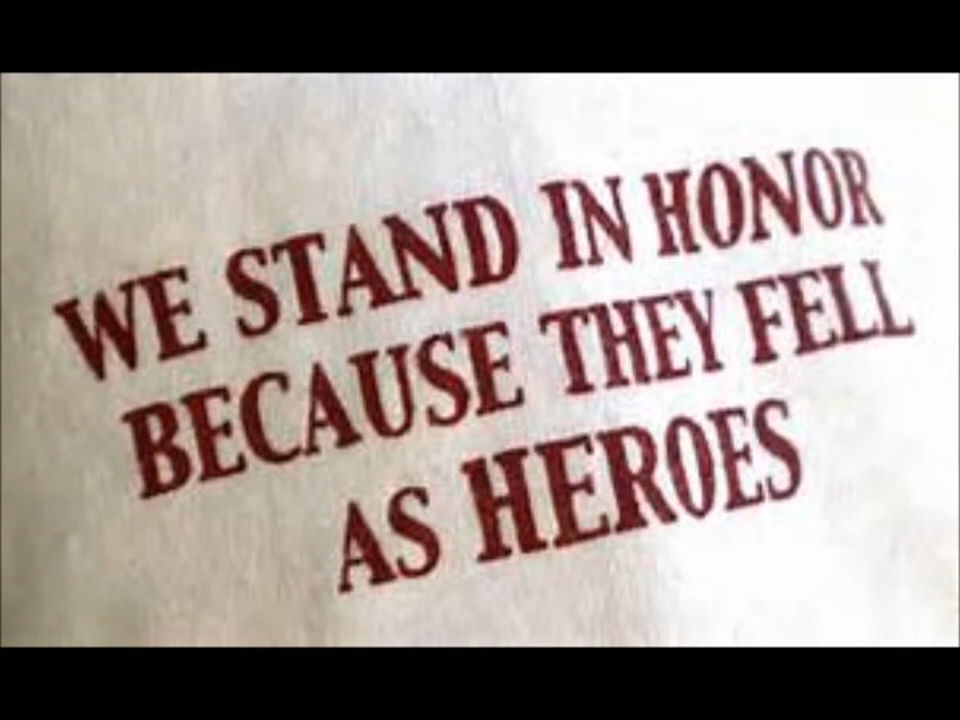 WE STAND IN HONOR
BECAUSE THEY FELL
AS HEROES